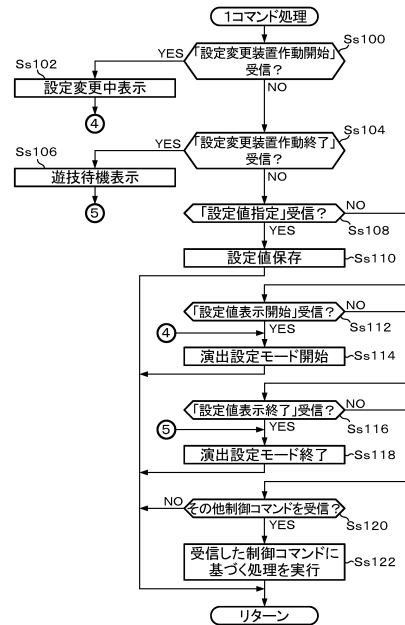 1コマンド処理
「設定変更装置作動開始」
受信?
Ss100
YES
NO
Ss102
設定変更中表示
④
「設定変更装置作動終了」
受信?
Ss104
YES
NO
Ss106
遊技待機表示
⑤
「設定値指定」受信?
NO
Ss108
YES
設定値保存
Ss110
「設定値表示開始」受信?
NO
Ss112
④
YES
演出設定モード開始
Ss114
「設定値表示終了」受信?
NO
Ss116
⑤
YES
演出設定モード終了
Ss118
NO
その他制御コマンドを受信?
Ss120
YES
受信した制御コマンドに
基づく処理を実行
Ss122
リターン